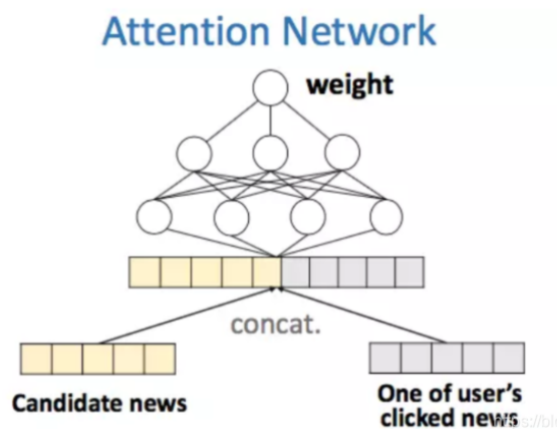 Attention Network
weight
concat.
Candidate news
One of user's
clicked news